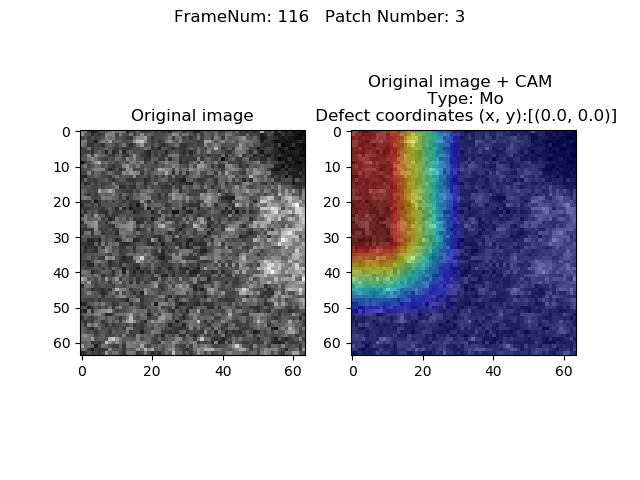 FrameNum: 116   Patch Number: 3
Original image
Original image + CAM
Type: Mo
Defect coordinates (x, y):[(0.0, 0.0)]
0
10
20
30
40
50
60
0 20 40 60
0
10
20
30
40
50
60
0 20 40 60